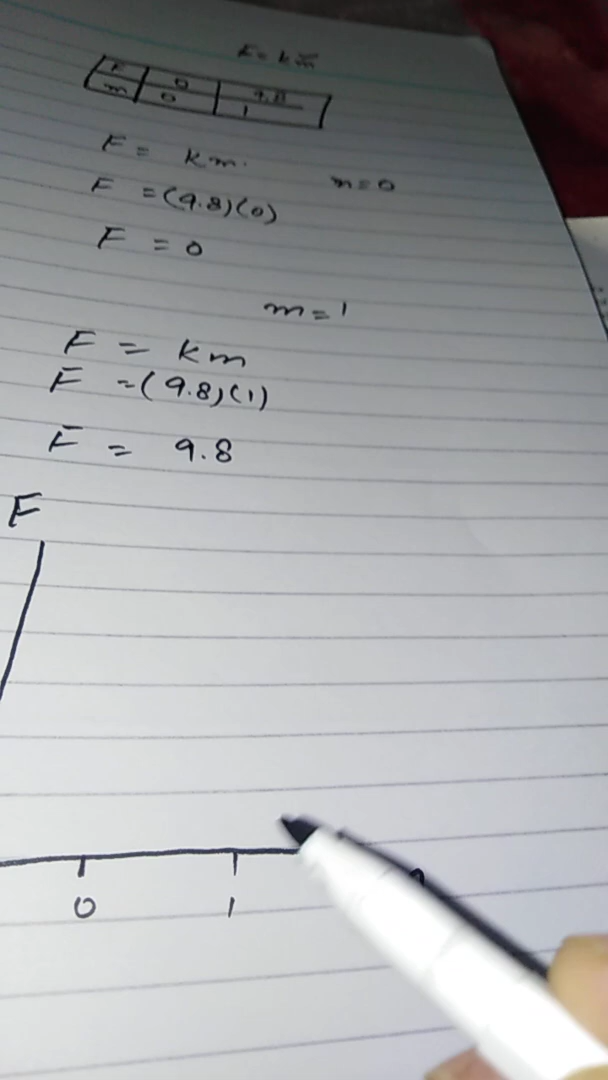 F = km
F 0 9.8
m 0 1
F = km. m = 0
F = (9.8)(0)
F = 0
m = 1
F = km
F = (9.8)(1)
F = 9.8
F
0 1